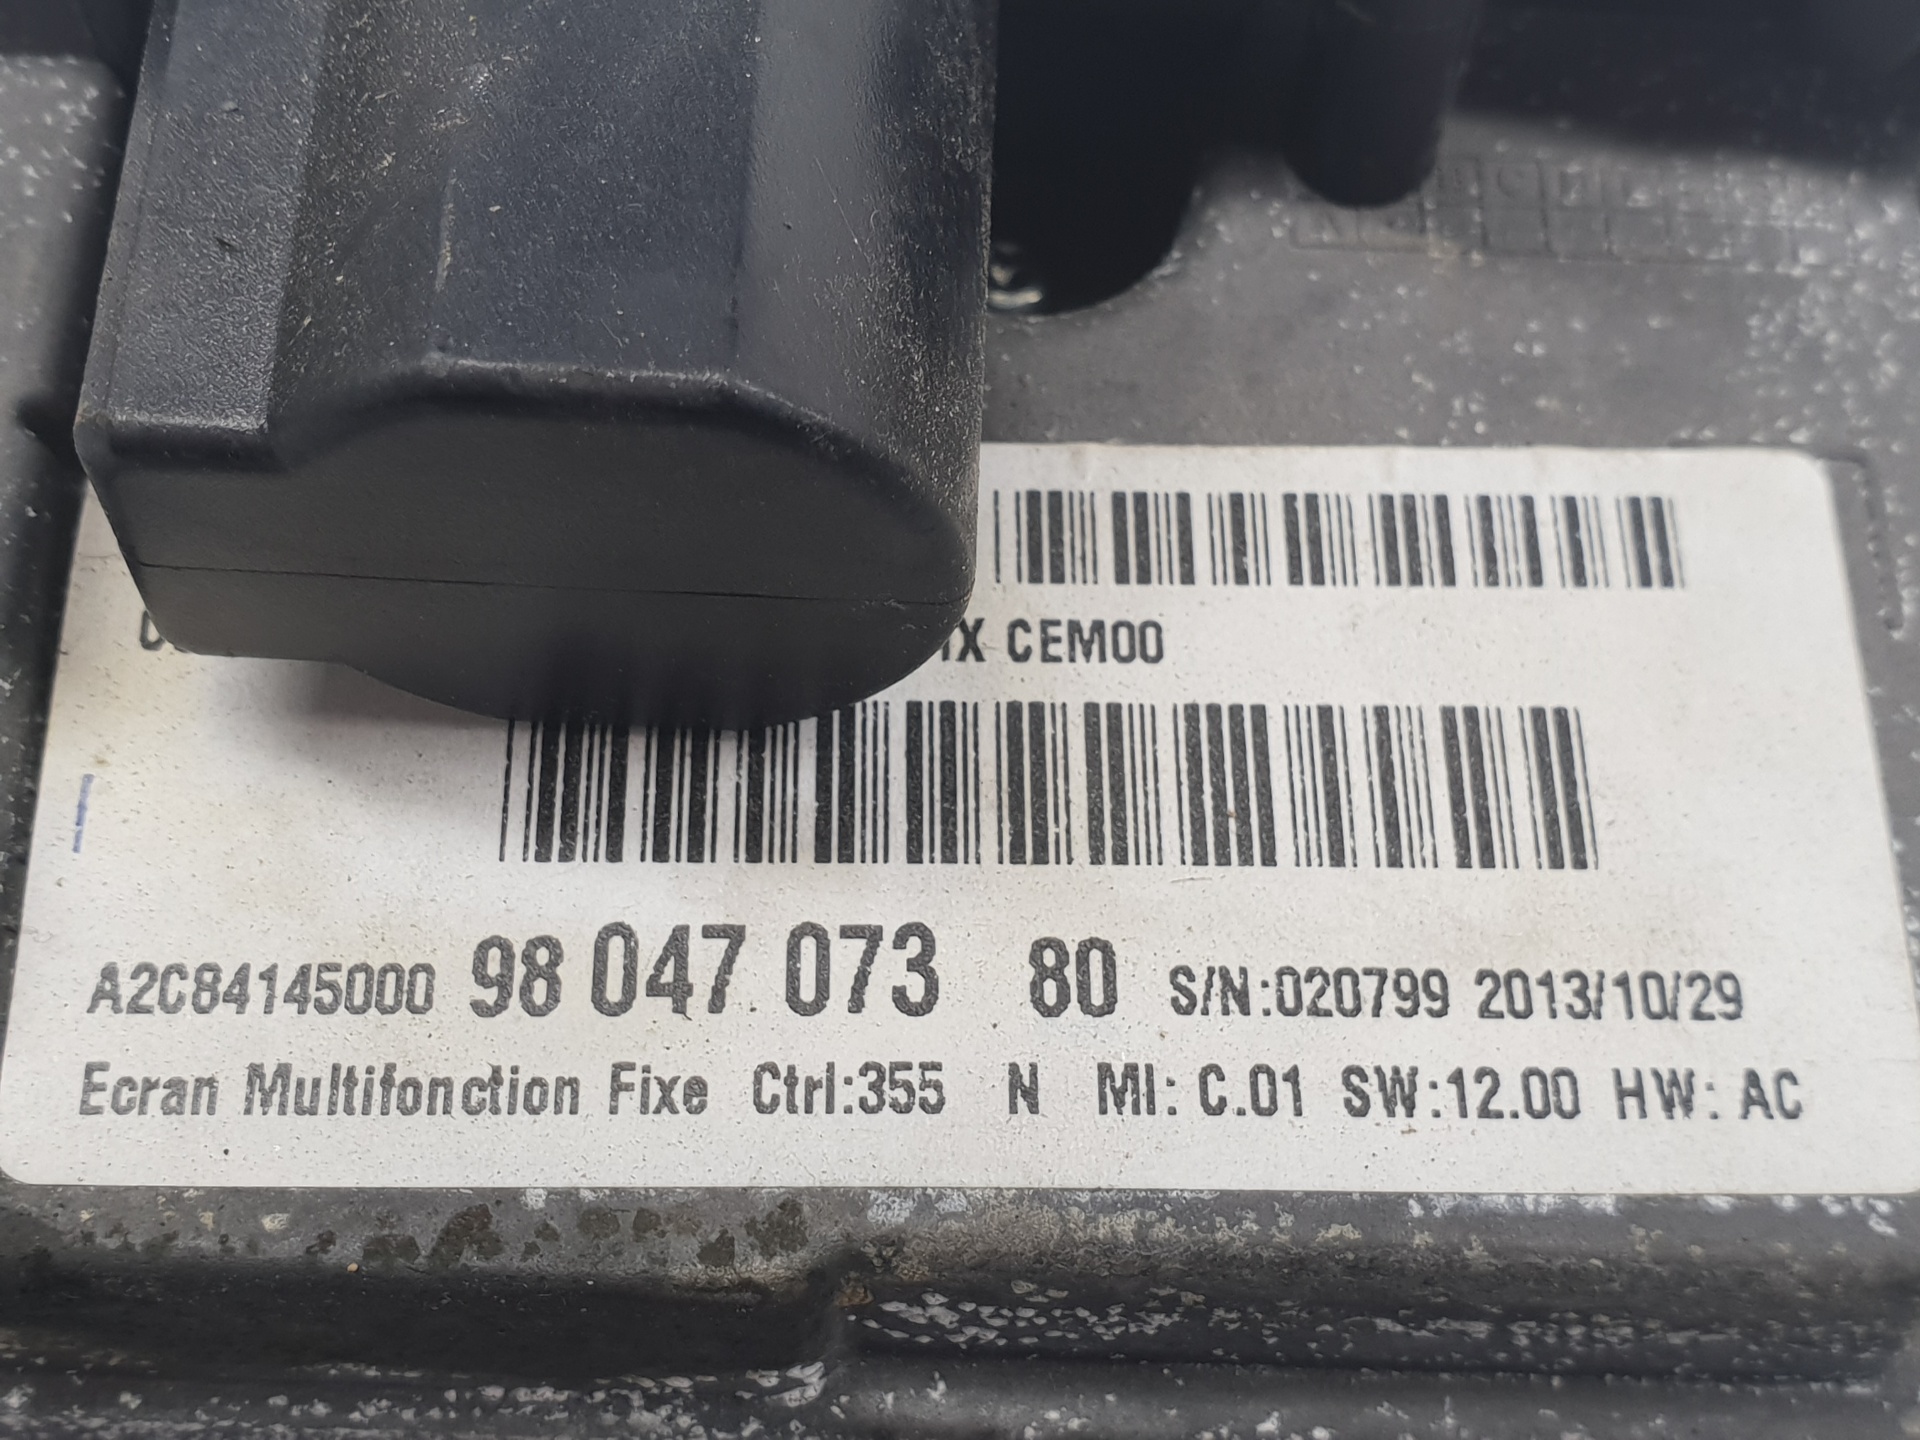 CEM00
A2C84145000 98 047 073 80 S/N:020799 2013/10/29
Ecran Multifonction Fixe Ctrl:355 N MI: C.01 SW:12.00 HW: AC